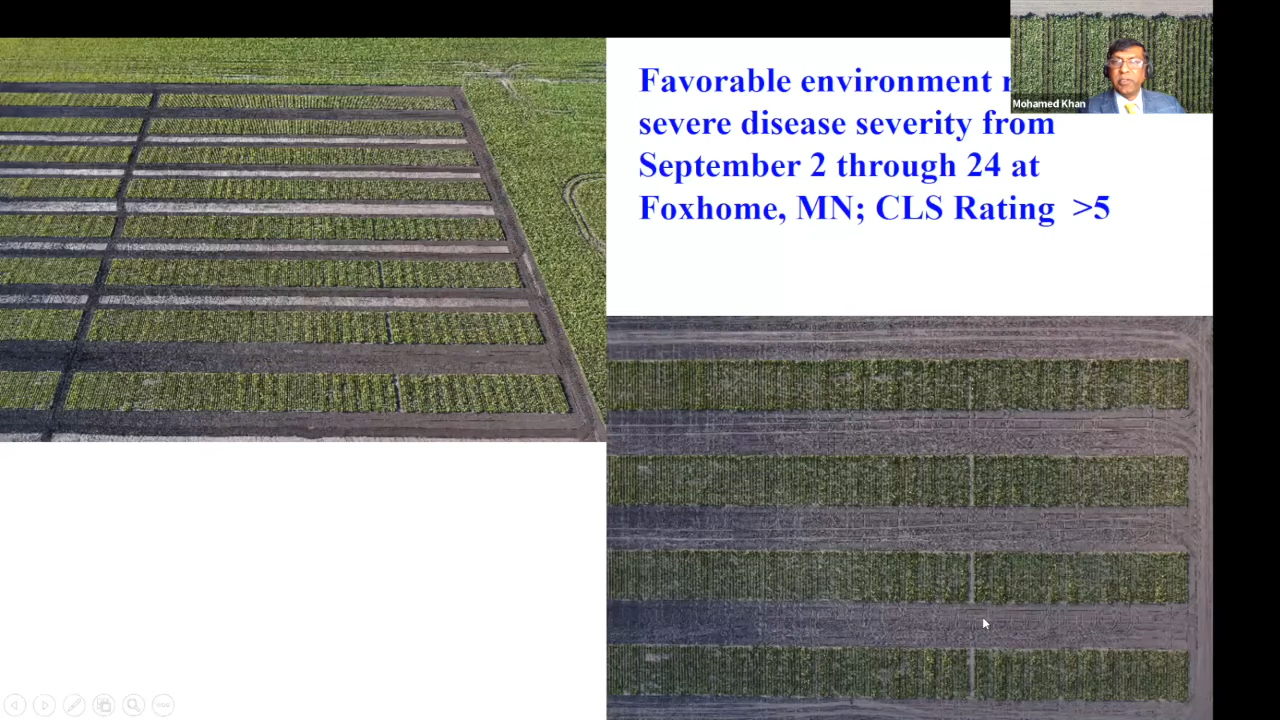 Favorable environment
severe disease severity from
September 2 through 24 at
Foxhome, MN; CLS Rating >5
Mohamed Khan